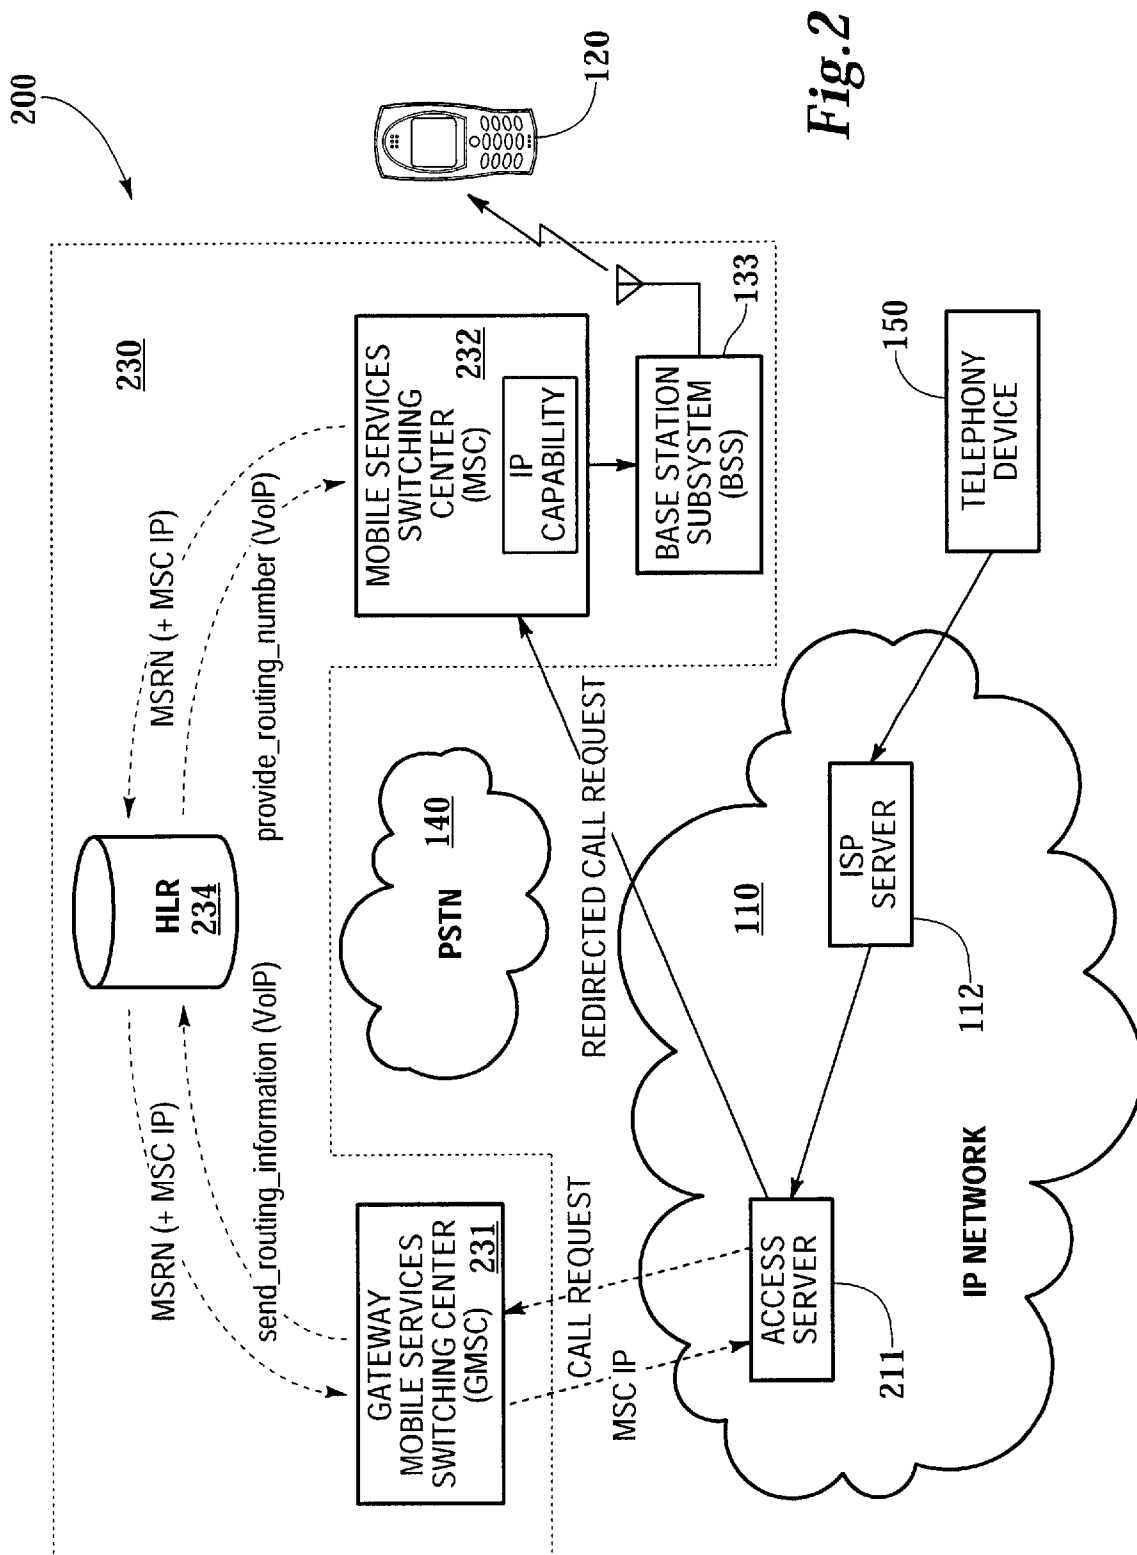 200
230
MSRN (+ MSC IP)
MSRN (+ MSC IP)
HLR
234
send_routing_information (VoIP)
provide_routing_number (VoIP)
GATEWAY
MOBILE SERVICES
SWITCHING CENTER
(GMSC)
231
PSTN
140
MOBILE SERVICES
SWITCHING
CENTER
(MSC)
232
IP
CAPABILITY
120
BASE STATION
SUBSYSTEM
(BSS)
133
CALL REQUEST
MSC IP
REDIRECTED CALL REQUEST
110
ACCESS
SERVER
211
ISP
SERVER
112
TELEPHONY
DEVICE
150
IP NETWORK
Fig.2